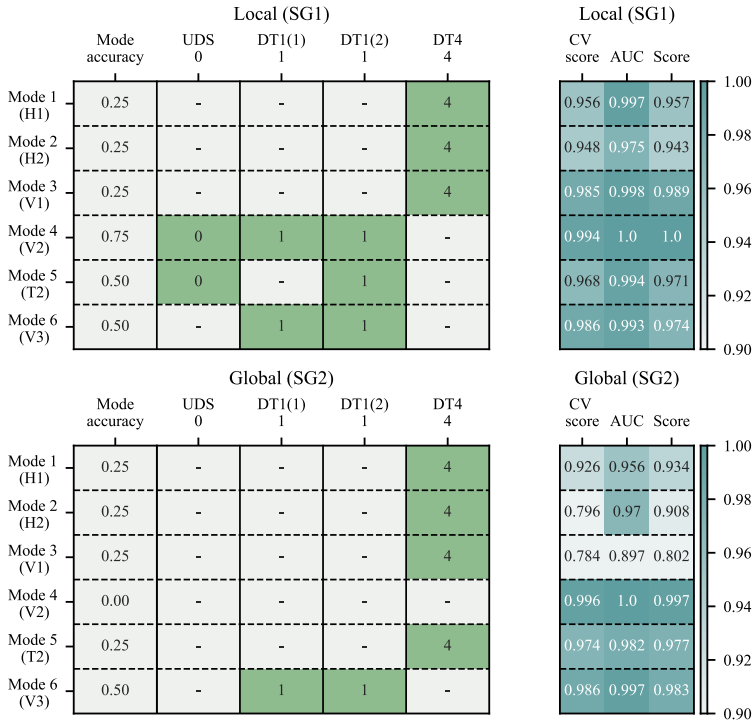 Local (SG1)
Mode accuracy UDS 0 DT1(1) 1 DT1(2) 1 DT4 4
Mode 1 (H1) 0.25 - - - 4
Mode 2 (H2) 0.25 - - - 4
Mode 3 (V1) 0.25 - - - 4
Mode 4 (V2) 0.75 0 1 1 -
Mode 5 (T2) 0.50 0 - 1 -
Mode 6 (V3) 0.50 - 1 1 -
Local (SG1)
CV score AUC Score
0.956 0.997 0.957
0.948 0.975 0.943
0.985 0.998 0.989
0.994 1.0 1.0
0.968 0.994 0.971
0.986 0.993 0.974
1.00
0.98
0.96
0.94
0.92
0.90
Global (SG2)
Mode accuracy UDS 0 DT1(1) 1 DT1(2) 1 DT4 4
Mode 1 (H1) 0.25 - - - 4
Mode 2 (H2) 0.25 - - - 4
Mode 3 (V1) 0.25 - - - 4
Mode 4 (V2) 0.00 - - - -
Mode 5 (T2) 0.25 - - - 4
Mode 6 (V3) 0.50 - 1 1 -
Global (SG2)
CV score AUC Score
0.926 0.956 0.934
0.796 0.97 0.908
0.784 0.897 0.802
0.996 1.0 0.997
0.974 0.982 0.977
0.986 0.997 0.983
1.00
0.98
0.96
0.94
0.92
0.90